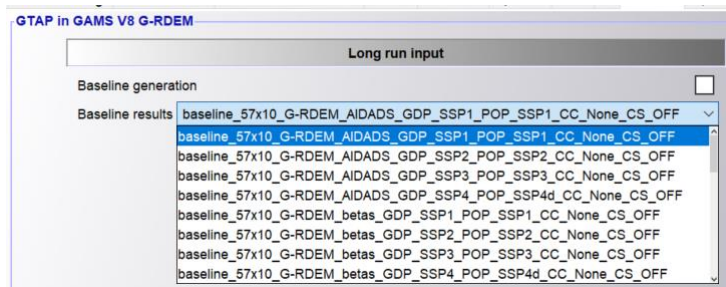 GTAP in GAMS V8 G-RDEM
Long run input
Baseline generation
Baseline results baseline_57x10_G-RDEM_AIDADS_GDP_SSP1_POP_SSP1_CC_None_CS_OFF
baseline_57x10_G-RDEM_AIDADS_GDP_SSP1_POP_SSP1_CC_None_CS_OFF
baseline_57x10_G-RDEM_AIDADS_GDP_SSP2_POP_SSP2_CC_None_CS_OFF
baseline_57x10_G-RDEM_AIDADS_GDP_SSP3_POP_SSP3_CC_None_CS_OFF
baseline_57x10_G-RDEM_AIDADS_GDP_SSP4_POP_SSP4d_CC_None_CS_OFF
baseline_57x10_G-RDEM_betas_GDP_SSP1_POP_SSP1_CC_None_CS_OFF
baseline_57x10_G-RDEM_betas_GDP_SSP2_POP_SSP2_CC_None_CS_OFF
baseline_57x10_G-RDEM_betas_GDP_SSP3_POP_SSP3_CC_None_CS_OFF
baseline_57x10_G-RDEM_betas_GDP_SSP4_POP_SSP4d_CC_None_CS_OFF